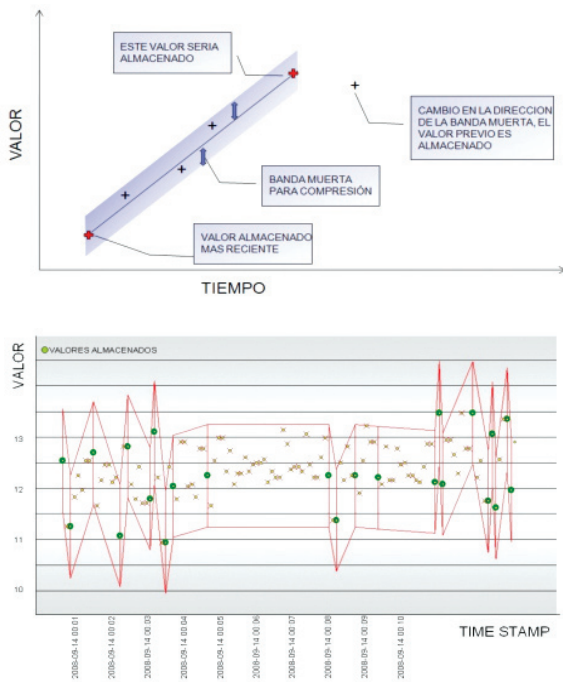 ESTE VALOR SERIA
ALMACENADO
VALOR
CAMBIO EN LA DIRECCION
DE LA BANDA MUERTA, EL
VALOR PREVIO ES
ALMACENADO
BANDA MUERTA
PARA COMPRESIÓN
VALOR ALMACENADO
MAS RECIENTE
TIEMPO
VALOR
VALORES ALMACENADOS
13
12
11
10
2008-09-14 00:01
2008-09-14 00:02
2008-09-14 00:03
2008-09-14 00:04
2008-09-14 00:05
2008-09-14 00:06
2008-09-14 00:07
2008-09-14 00:08
2008-09-14 00:09
2008-09-14 00:10
TIME STAMP